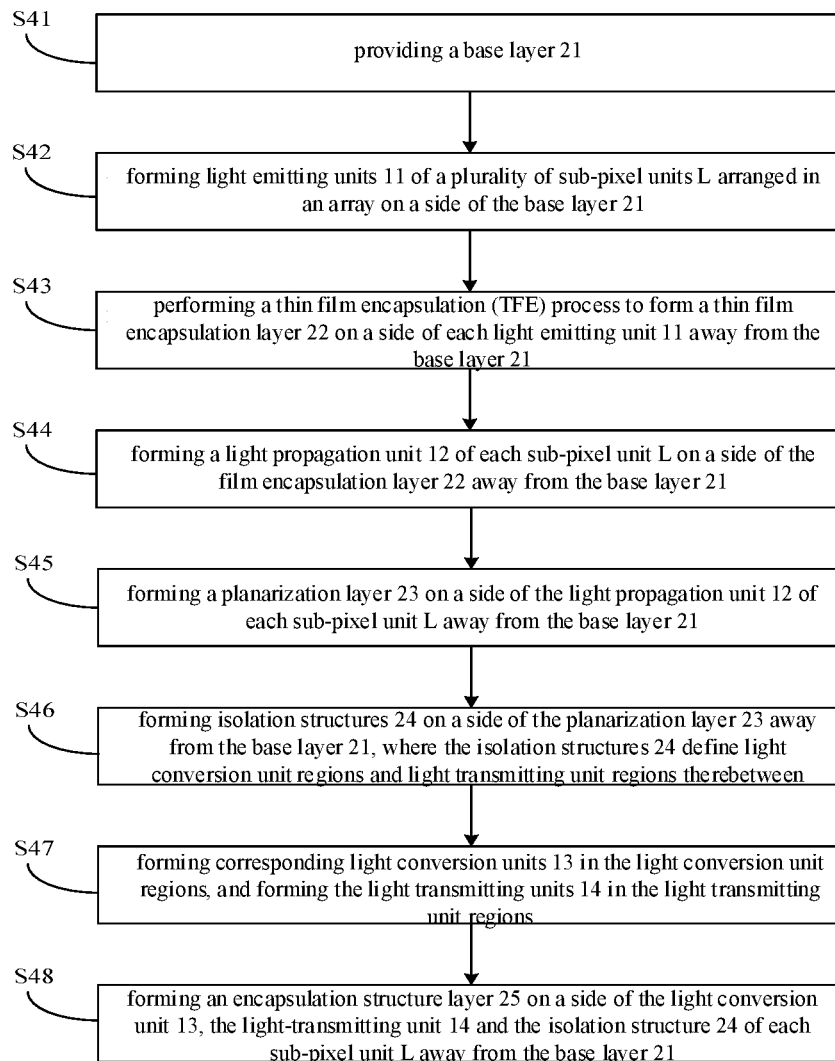 S41
providing a base layer 21
S42
forming light emitting units 11 of a plurality of sub-pixel units L arranged in
an array on a side of the base layer 21
S43
performing a thin film encapsulation (TFE) process to form a thin film
encapsulation layer 22 on a side of each light emitting unit 11 away from the
base layer 21
S44
forming a light propagation unit 12 of each sub-pixel unit L on a side of the
film encapsulation layer 22 away from the base layer 21
S45
forming a planarization layer 23 on a side of the light propagation unit 12 of
each sub-pixel unit L away from the base layer 21
S46
forming isolation structures 24 on a side of the planarization layer 23 away
from the base layer 21, where the isolation structures 24 define light
conversion unit regions and light transmitting unit regions therebetween
S47
forming corresponding light conversion units 13 in the light conversion unit
regions, and forming the light transmitting units 14 in the light transmitting
unit regions
S48
forming an encapsulation structure layer 25 on a side of the light conversion
unit 13, the light-transmitting unit 14 and the isolation structure 24 of each
sub-pixel unit L away from the base layer 21